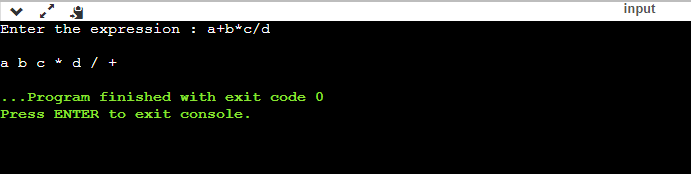 input
Enter the expression : a+b*c/d
a b c * d / +
...Program finished with exit code 0
Press ENTER to exit console.